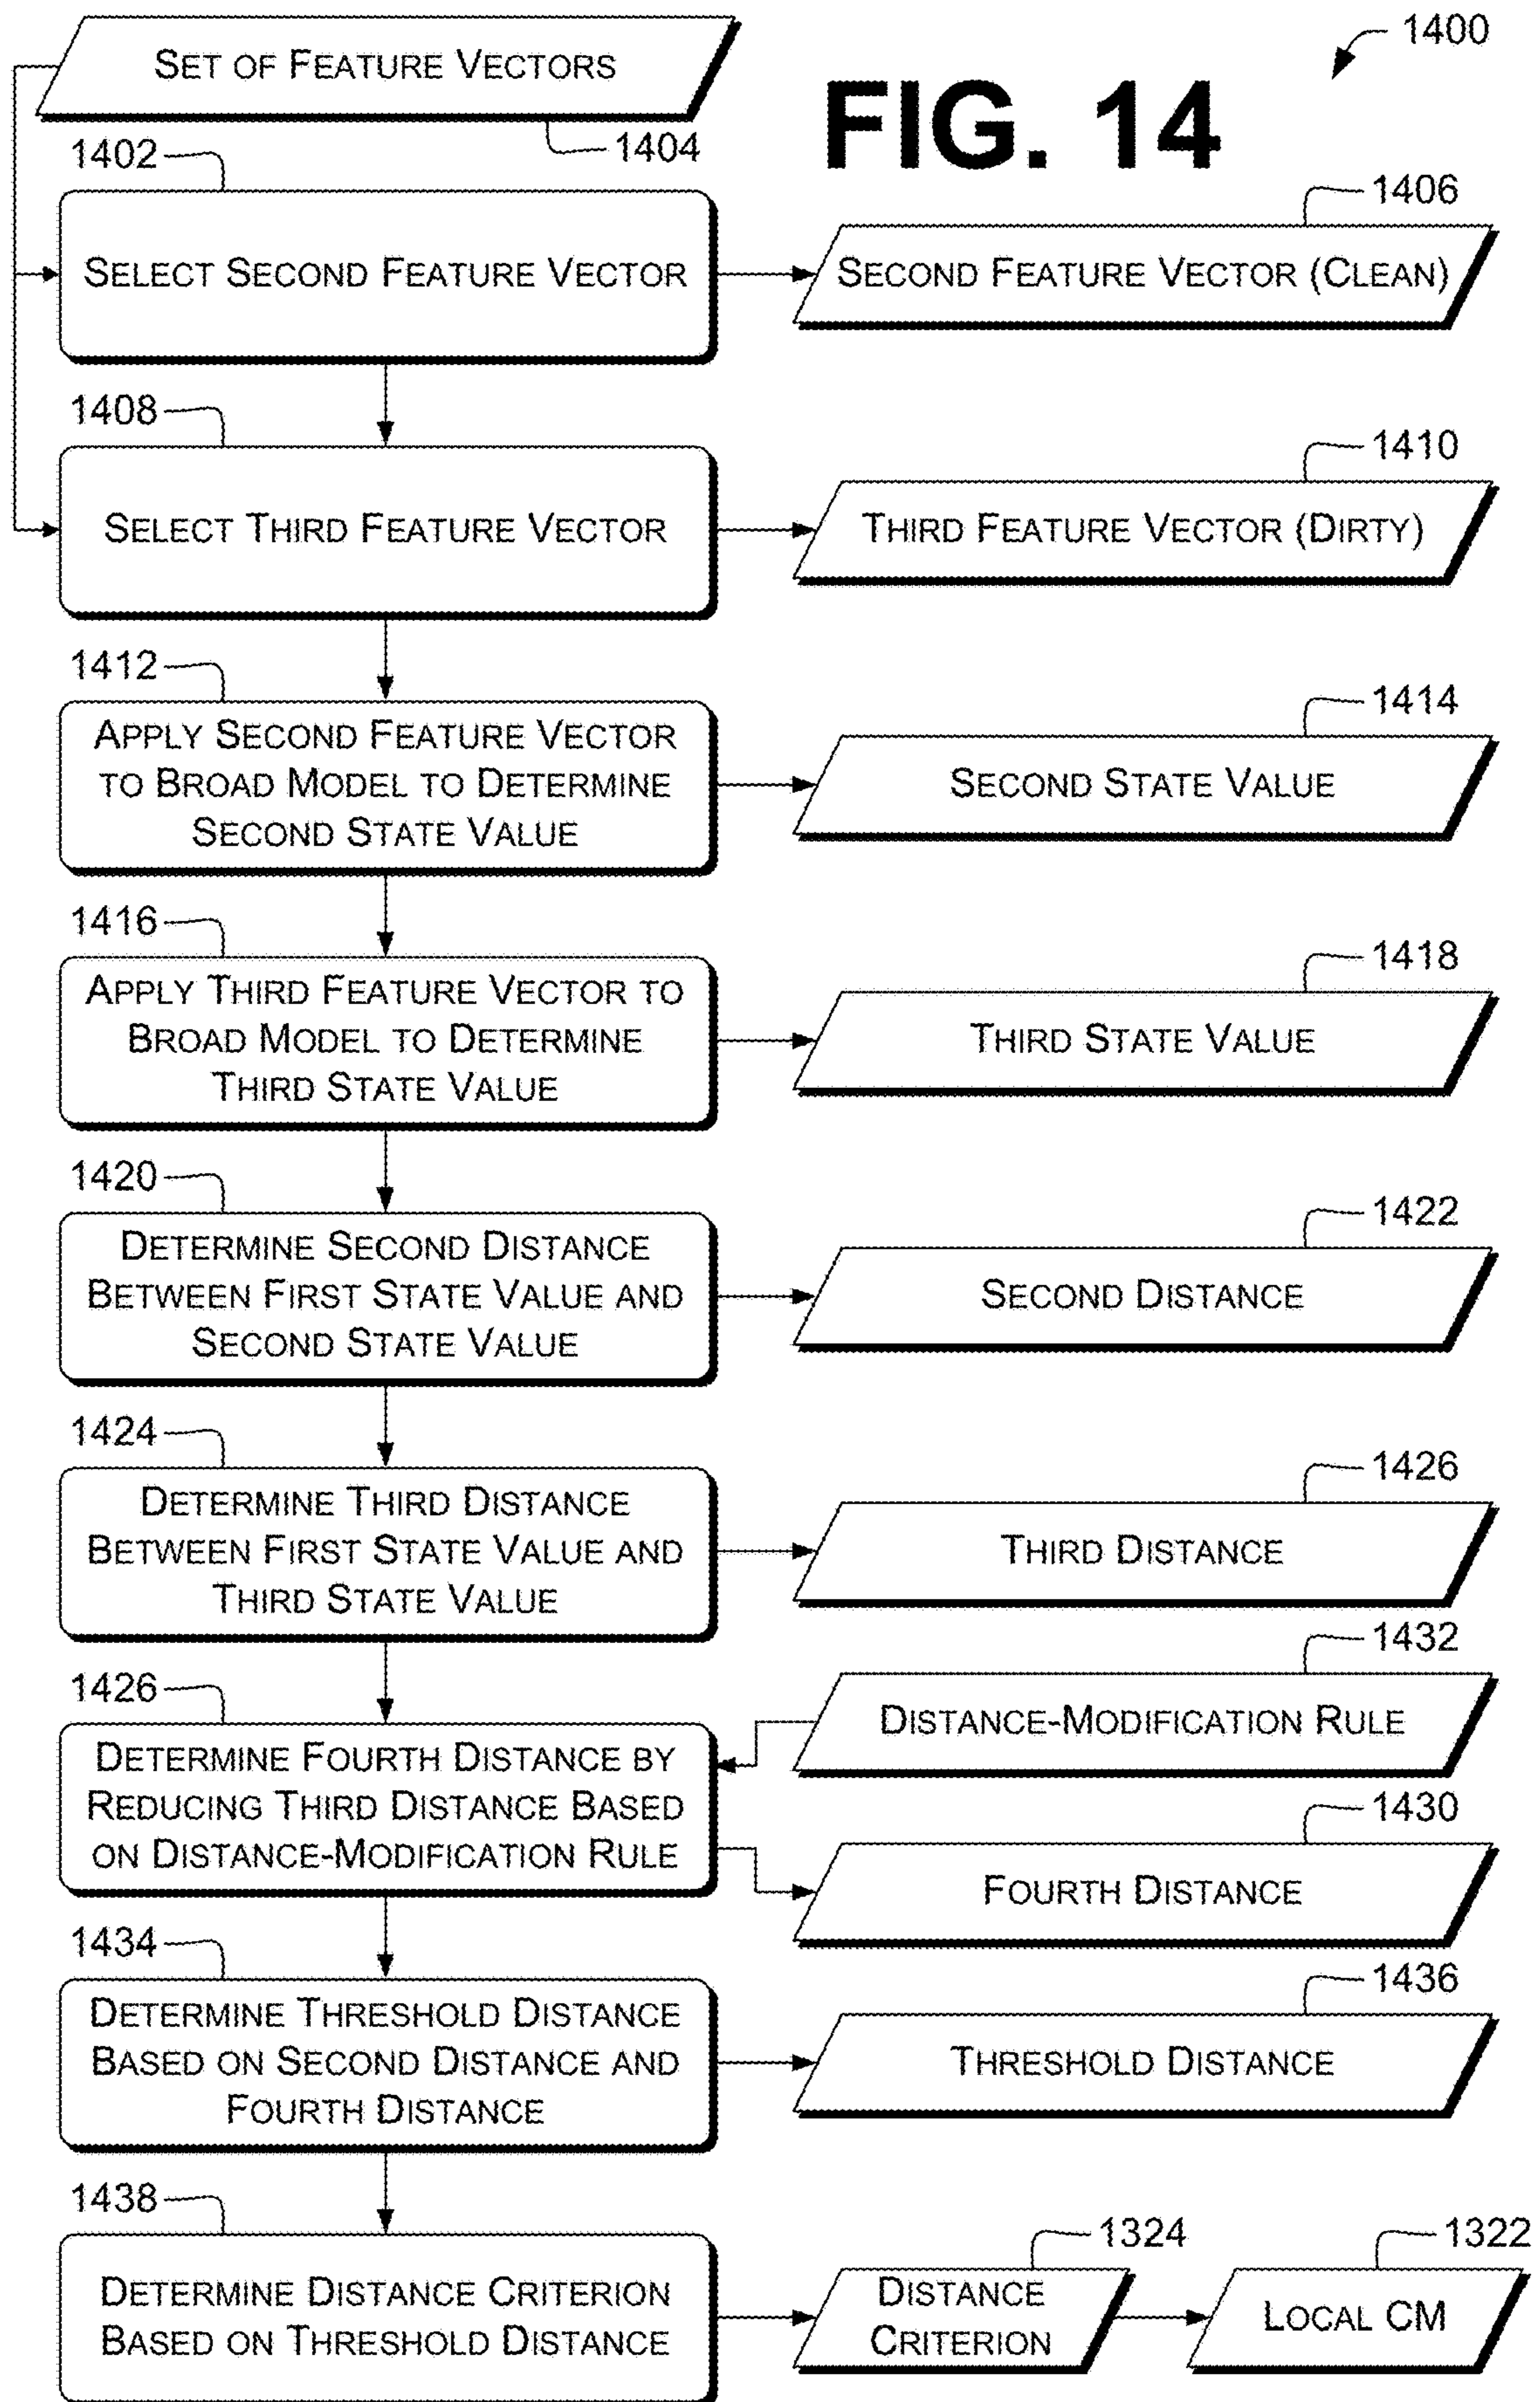 1400
SET OF FEATURE VECTORS
FIG. 14
1404
1402
1406
SELECT SECOND FEATURE VECTOR
SECOND FEATURE VECTOR (CLEAN)
1408
1410
SELECT THIRD FEATURE VECTOR
THIRD FEATURE VECTOR (DIRTY)
1412
1414
APPLY SECOND FEATURE VECTOR
TO BROAD MODEL TO DETERMINE
SECOND STATE VALUE
SECOND STATE VALUE
1416
1418
APPLY THIRD FEATURE VECTOR TO
BROAD MODEL TO DETERMINE
THIRD STATE VALUE
THIRD STATE VALUE
1420
1422
DETERMINE SECOND DISTANCE
BETWEEN FIRST STATE VALUE AND
SECOND STATE VALUE
SECOND DISTANCE
1424
1426
DETERMINE THIRD DISTANCE
BETWEEN FIRST STATE VALUE AND
THIRD STATE VALUE
THIRD DISTANCE
1432
1426
DISTANCE-MODIFICATION RULE
DETERMINE FOURTH DISTANCE BY
REDUCING THIRD DISTANCE BASED
ON DISTANCE-MODIFICATION RULE
1430
FOURTH DISTANCE
1434
1436
DETERMINE THRESHOLD DISTANCE
BASED ON SECOND DISTANCE AND
FOURTH DISTANCE
THRESHOLD DISTANCE
1438
1324
1322
DETERMINE DISTANCE CRITERION
BASED ON THRESHOLD DISTANCE
DISTANCE
CRITERION
LOCAL CM